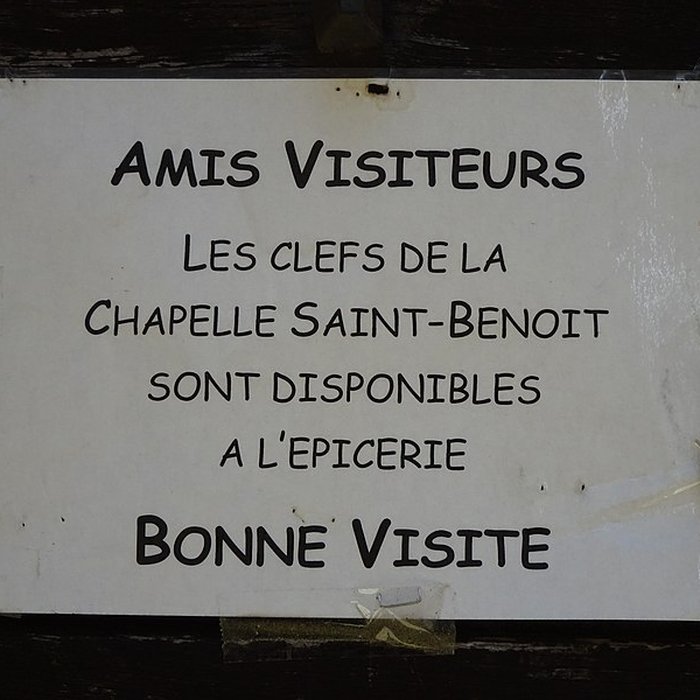 AMIS VISITEURS
LES CLEFS DE LA
CHAPELLE SAINT-BENOIT
SONT DISPONIBLES
A L'EPICERIE
BONNE VISITE